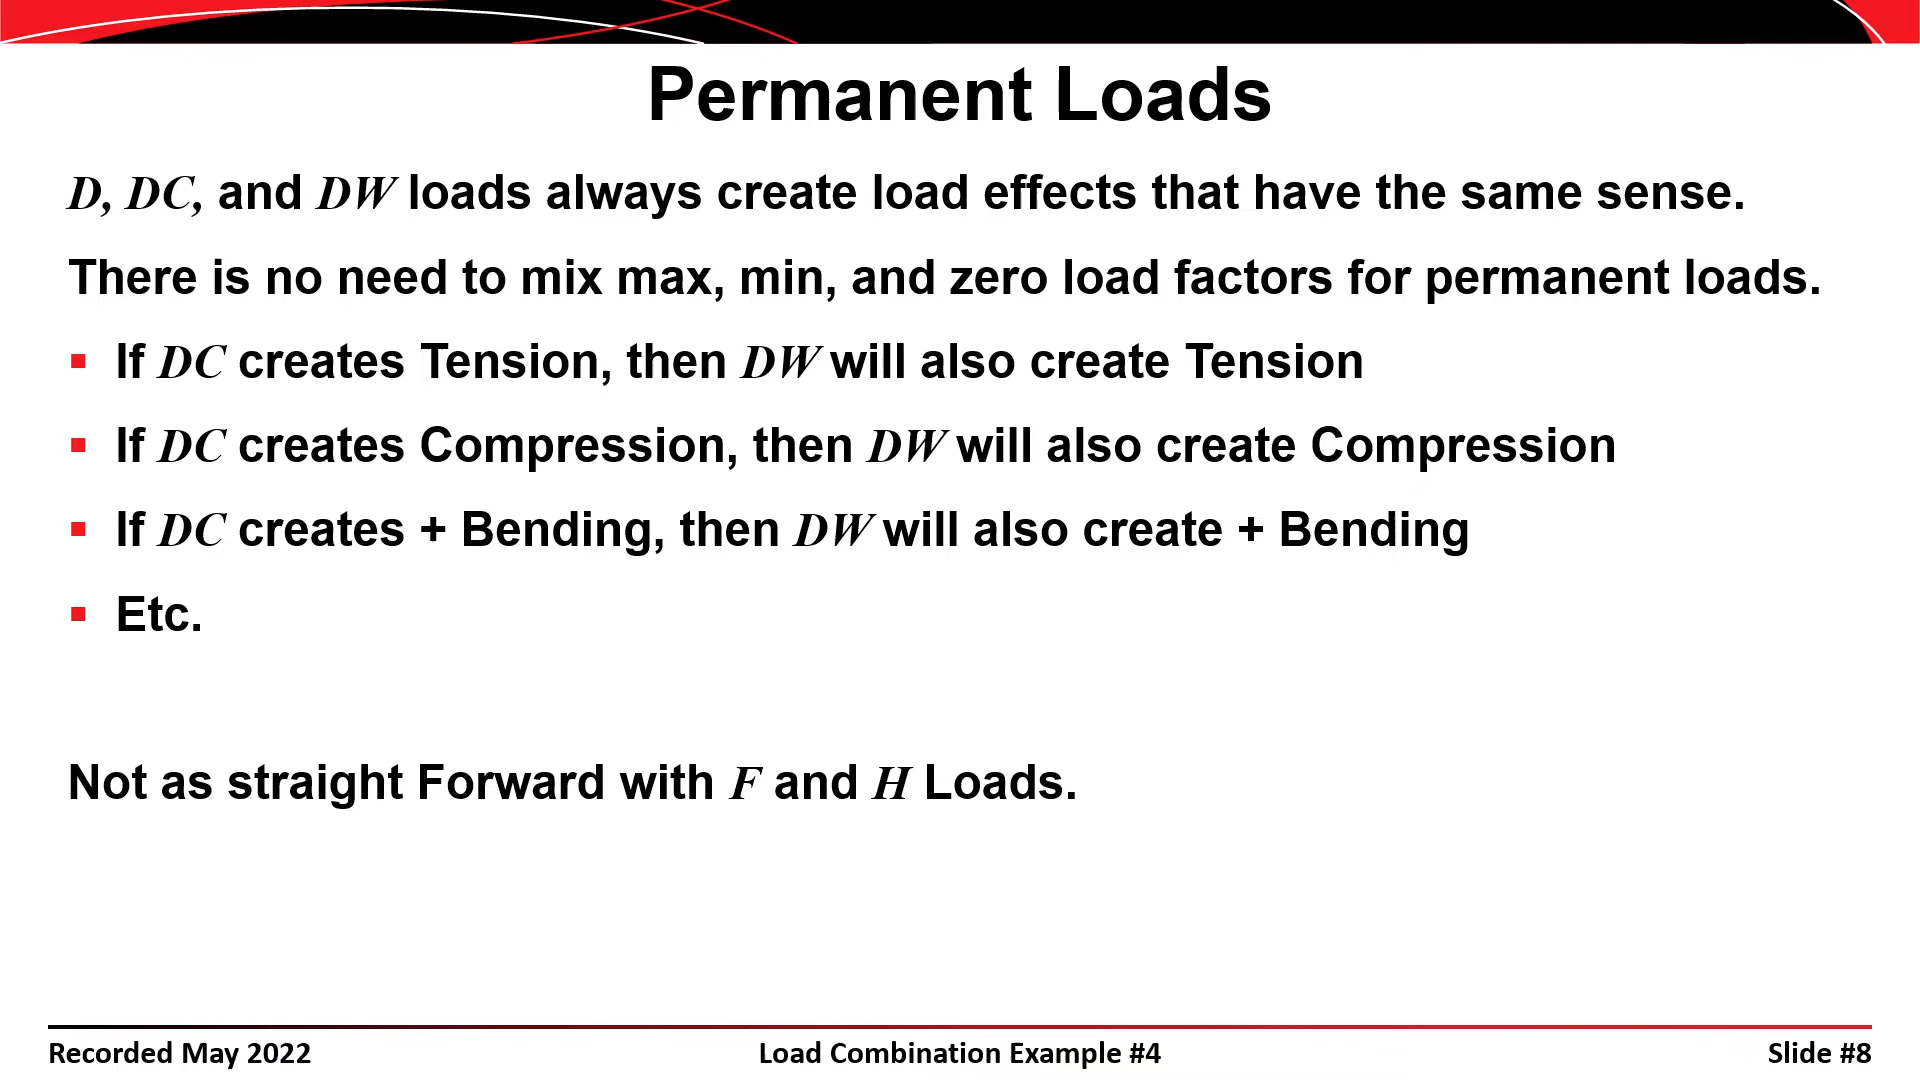 Permanent Loads
D, DC, and DW loads always create load effects that have the same sense.
There is no need to mix max, min, and zero load factors for permanent loads.
▪ If DC creates Tension, then DW will also create Tension
▪ If DC creates Compression, then DW will also create Compression
▪ If DC creates + Bending, then DW will also create + Bending
▪ Etc.
Not as straight Forward with F and H Loads.
Recorded May 2022
Load Combination Example #4
Slide #8